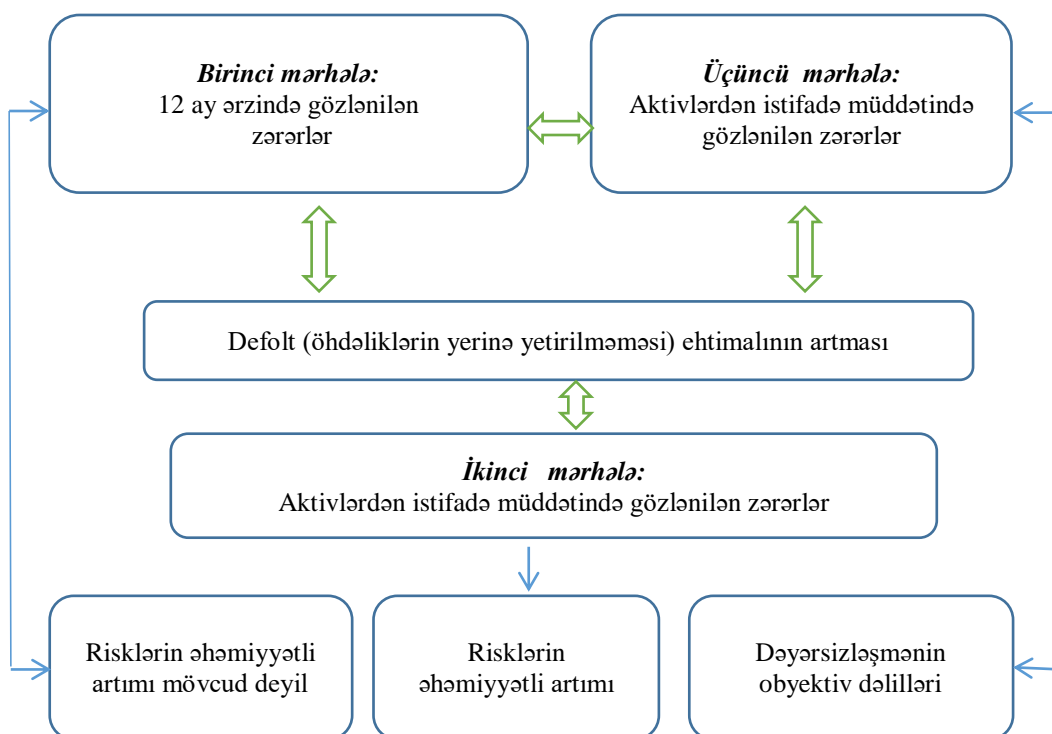 Birinci mərhələ:
12 ay ərzində gözlənilən
zərərlər
Üçüncü mərhələ:
Aktivlərdən istifadə müddətində
gözlənilən zərərlər
Defolt (öhdəliklərin yerinə yetirilməməsi) ehtimalının artması
İkinci mərhələ:
Aktivlərdən istifadə müddətində gözlənilən zərərlər
Risklərin əhəmiyyətli
artımı mövcud deyil
Risklərin
əhəmiyyətli artımı
Dəyərsizləşmənin
obyektiv dəlilləri